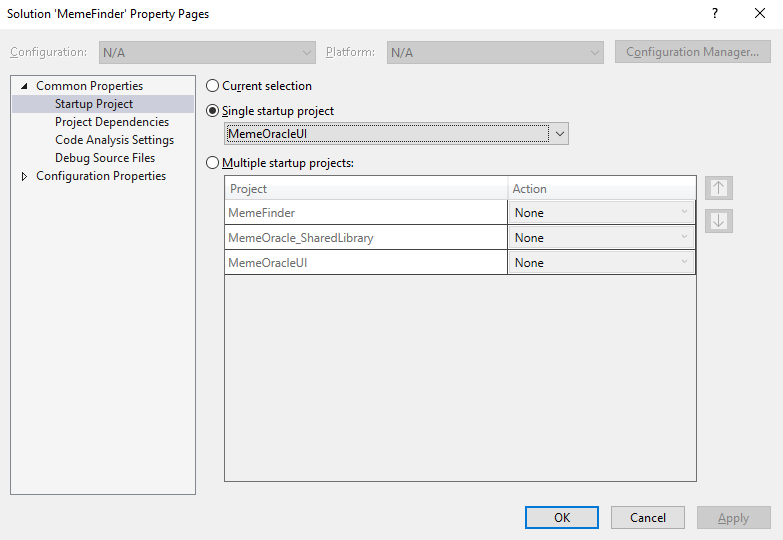 Solution 'MemeFinder' Property Pages
? ×
Configuration: N/A Platform: N/A Configuration Manager...
Common Properties
Startup Project
Project Dependencies
Code Analysis Settings
Debug Source Files
Configuration Properties
Current selection
Single startup project
MemeOracleUI
Multiple startup projects:
Project Action
MemeFinder None
MemeOracle_SharedLibrary None
MemeOracleUI None
OK Cancel Apply